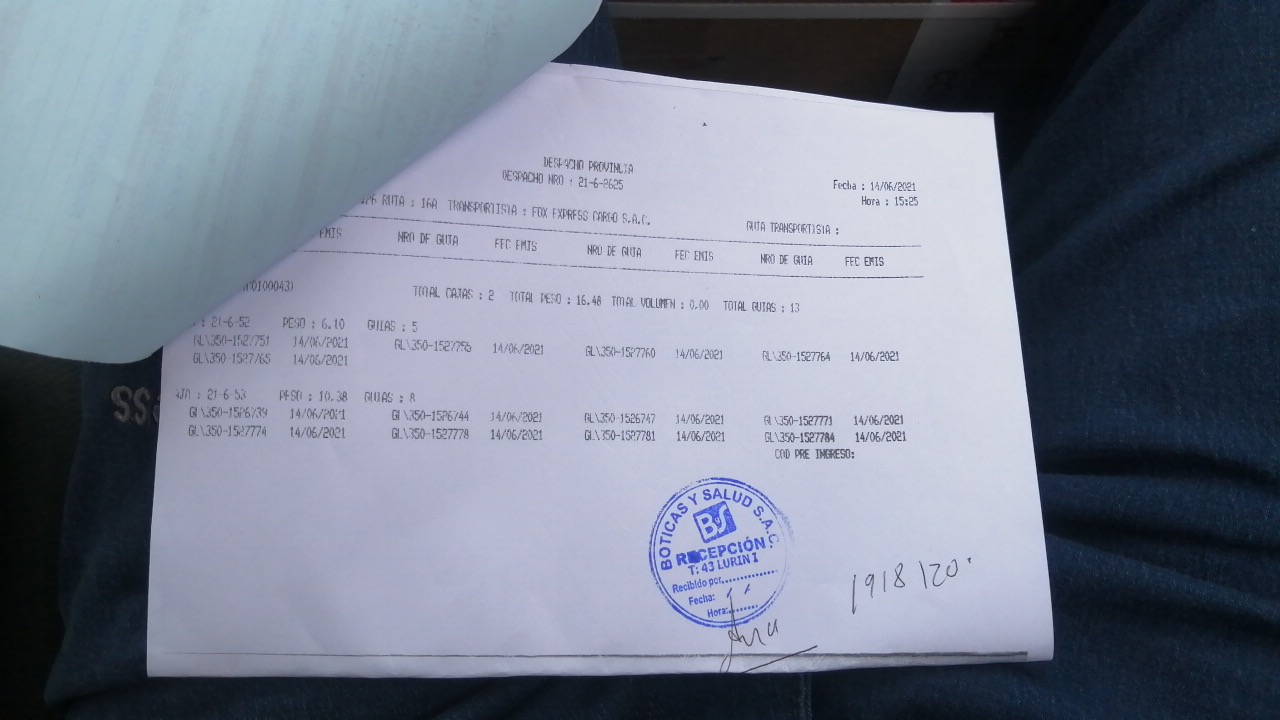 DESPACHO PROVINCIA
DESPACHO NRO : 21-6-2625
Fecha : 14/06/2021
Hora : 15:25
RUTA : 16A TRANSPORTISTA : FOX EXPRESS CARGO S.A.C. GUIA TRANSPORTISTA :
EMIS NRO DE GUIA FEC EMIS NRO DE GUIA FEC EMIS NRO DE GUIA FEC EMIS
0100043) TOTAL CAJAS : 2 TOTAL PESO : 16.48 TOTAL VOLUMEN : 0.00 TOTAL GUIAS : 13
: 21-6-52 PESO : 6.10 GUIAS : 5
GL\350-1527751 14/06/2021 GL\350-1527755 14/06/2021 GL\350-1527760 14/06/2021 GL\350-1527764 14/06/2021
GL\350-1527765 14/06/2021
AJA : 21-6-53 PESO : 10.38 GUIAS : 8
GL\350-1526739 14/06/2021 GL\350-1526744 14/06/2021 GL\350-1526747 14/06/2021 GL\350-1527771 14/06/2021
GL\350-1527774 14/06/2021 GL\350-1527778 14/06/2021 GL\350-1527781 14/06/2021 GL\350-1527784 14/06/2021
COD PRE INGRESO:
BOTICAS Y SALUD S.A.C.
ByS
RECEPCIÓN
T: 43 LURIN I
Recibido por...............
Fecha:
Hora:........
1918120
SS